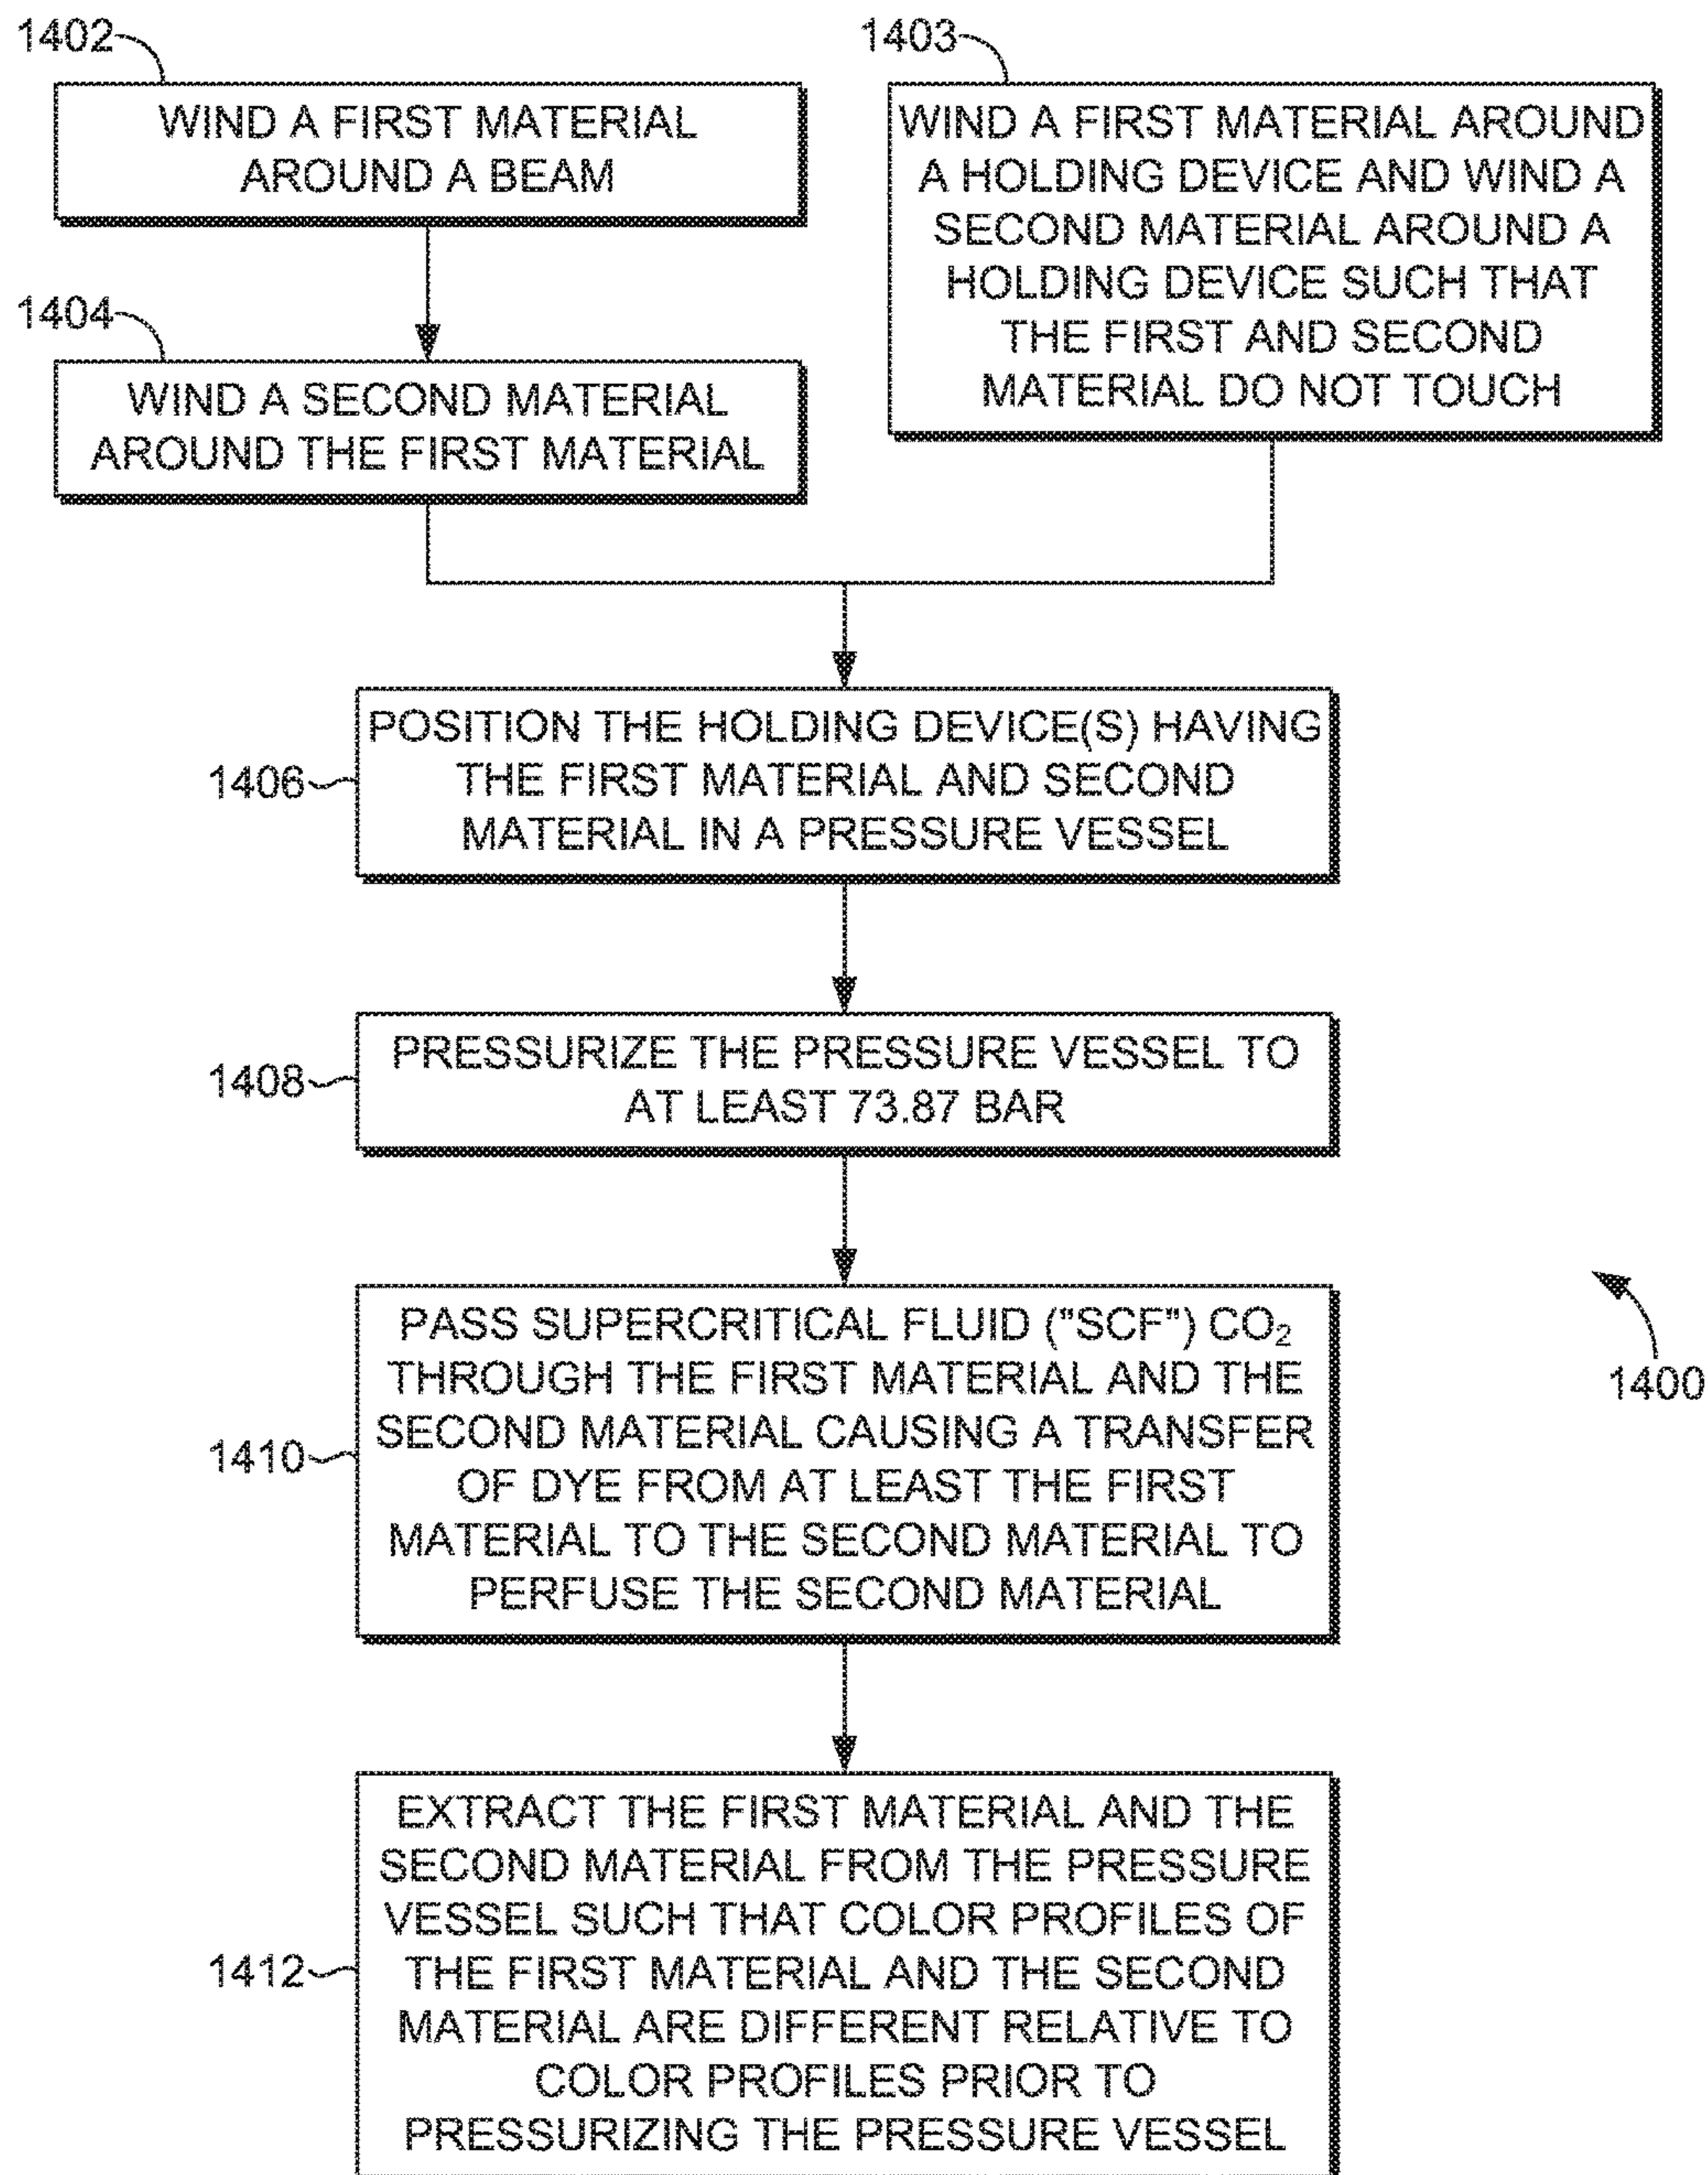 1402
WIND A FIRST MATERIAL
AROUND A BEAM
1404
WIND A SECOND MATERIAL
AROUND THE FIRST MATERIAL
1403
WIND A FIRST MATERIAL AROUND
A HOLDING DEVICE AND WIND A
SECOND MATERIAL AROUND A
HOLDING DEVICE SUCH THAT
THE FIRST AND SECOND
MATERIAL DO NOT TOUCH
1406
POSITION THE HOLDING DEVICE(S) HAVING
THE FIRST MATERIAL AND SECOND
MATERIAL IN A PRESSURE VESSEL
1408
PRESSURIZE THE PRESSURE VESSEL TO
AT LEAST 73.87 BAR
1410
PASS SUPERCRITICAL FLUID ("SCF") CO₂
THROUGH THE FIRST MATERIAL AND THE
SECOND MATERIAL CAUSING A TRANSFER
OF DYE FROM AT LEAST THE FIRST
MATERIAL TO THE SECOND MATERIAL TO
PERFUSE THE SECOND MATERIAL
1400
1412
EXTRACT THE FIRST MATERIAL AND THE
SECOND MATERIAL FROM THE PRESSURE
VESSEL SUCH THAT COLOR PROFILES OF
THE FIRST MATERIAL AND THE SECOND
MATERIAL ARE DIFFERENT RELATIVE TO
COLOR PROFILES PRIOR TO
PRESSURIZING THE PRESSURE VESSEL